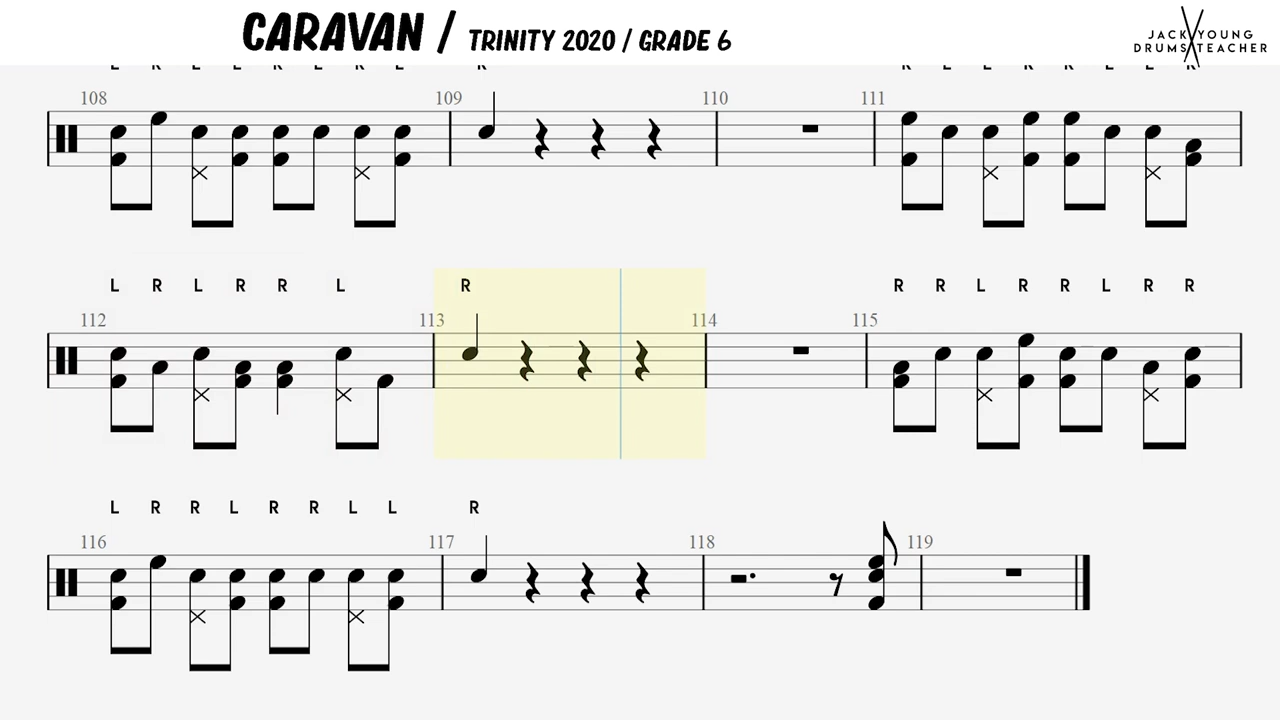 CARAVAN / TRINITY 2020 / GRADE 6
JACK YOUNG
DRUMS TEACHER
108 109 110 111
L R L R R L
R
R R L R R L R R
112 113 114 115
L R R L R R L L
R
116 117 118 119